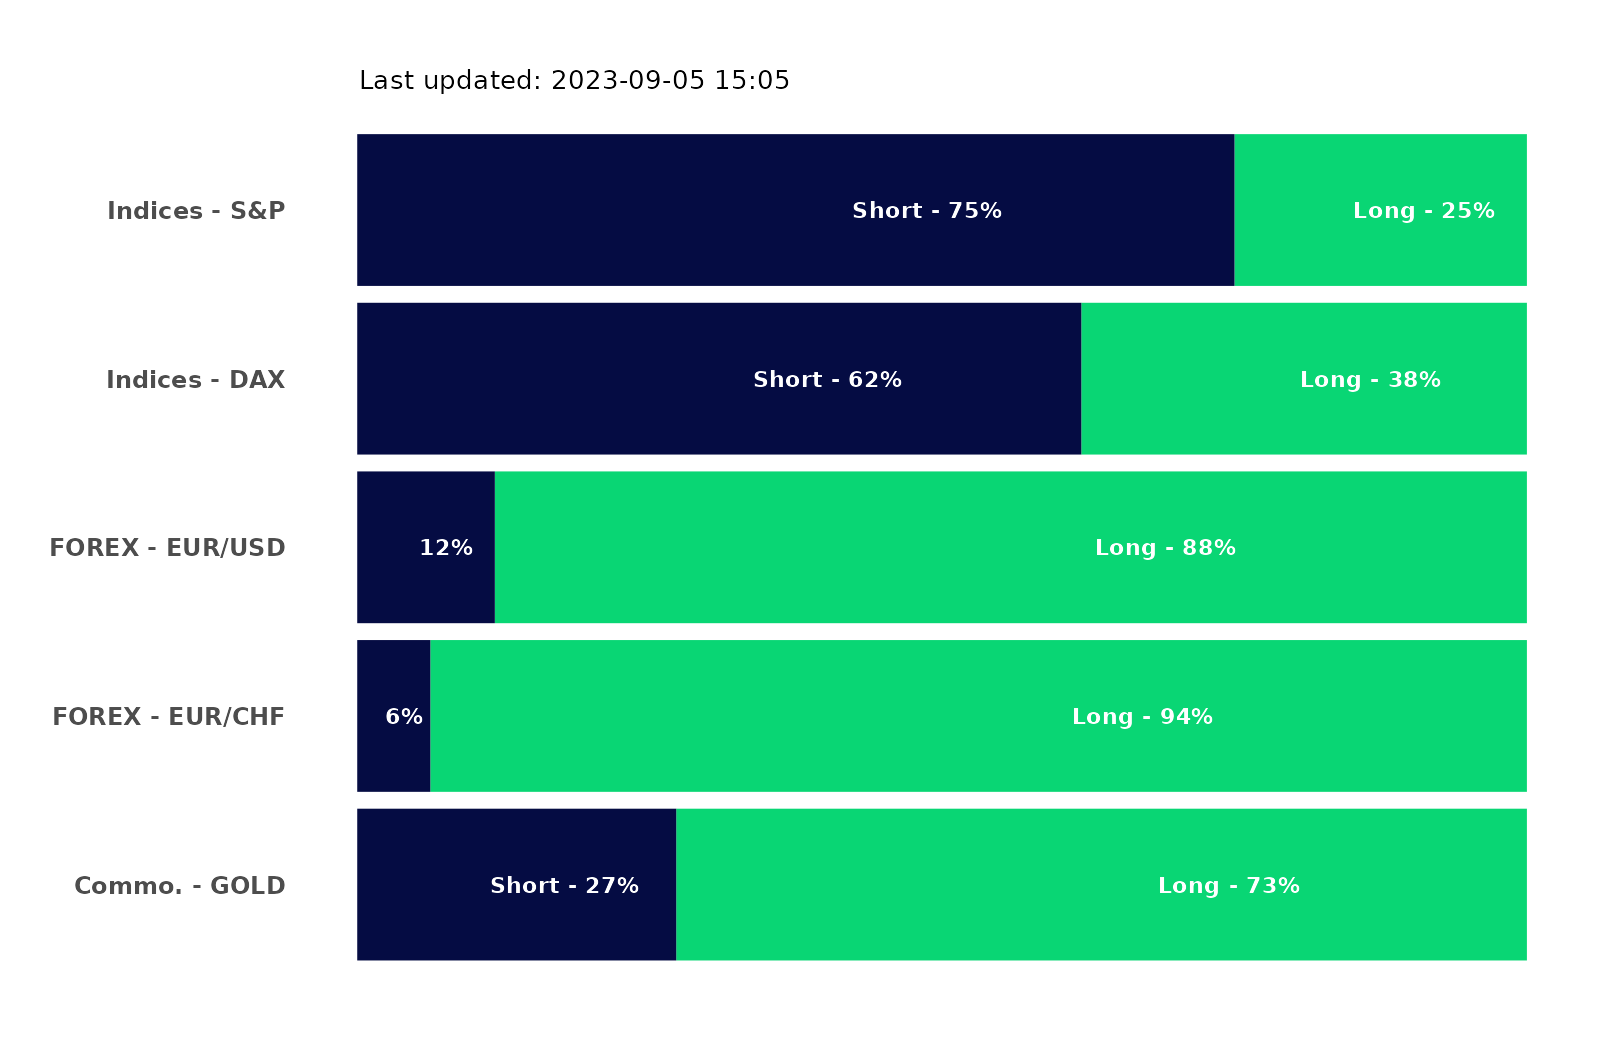 Last updated: 2023-09-05 15:05
Indices - S&P Short - 75% Long - 25%
Indices - DAX Short - 62% Long - 38%
FOREX - EUR/USD 12% Long - 88%
FOREX - EUR/CHF 6% Long - 94%
Commo. - GOLD Short - 27% Long - 73%